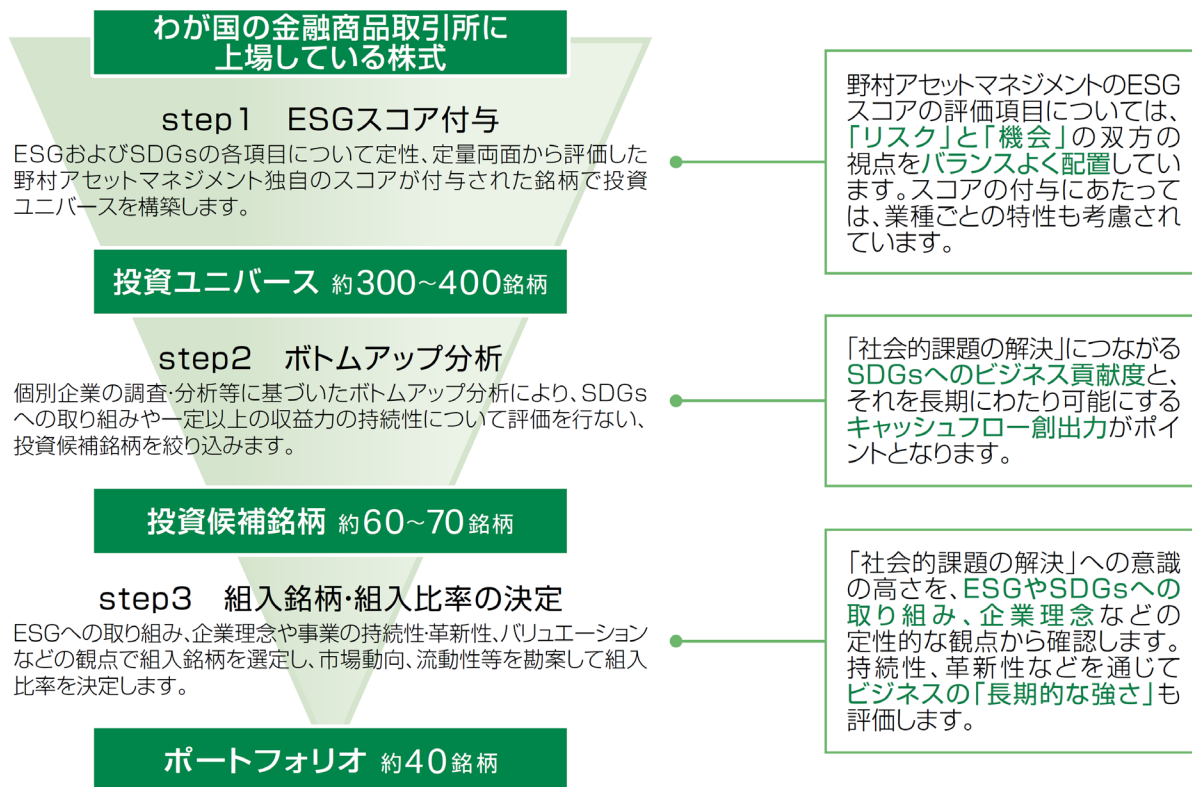 わが国の金融商品取引所に
上場している株式
step1 ESGスコア付与
ESGおよびSDGsの各項目について定性、定量両面から評価した
野村アセットマネジメント独自のスコアが付与された銘柄で投資
ユニバースを構築します。
野村アセットマネジメントのESG
スコアの評価項目については、
「リスク」と「機会」の双方の
視点をバランスよく配置してい
ます。スコアの付与にあたって
は、業種ごとの特性も考慮され
ています。
投資ユニバース 約300~400銘柄
step2 ボトムアップ分析
個別企業の調査・分析等に基づいたボトムアップ分析により、SDGs
への取り組みや一定以上の収益力の持続性について評価を行ない、
投資候補銘柄を絞り込みます。
「社会的課題の解決」につながる
SDGsへのビジネス貢献度と、
それを長期にわたり可能にする
キャッシュフロー創出力がポイ
ントとなります。
投資候補銘柄 約60~70銘柄
step3 組入銘柄・組入比率の決定
ESGへの取り組み、企業理念や事業の持続性・革新性、バリュエーション
などの観点で組入銘柄を選定し、市場動向、流動性等を勘案して組入
比率を決定します。
「社会的課題の解決」への意識
の高さを、ESGやSDGsへの
取り組み、企業理念などの
定性的な観点から確認します。
持続性、革新性などを通じて
ビジネスの「長期的な強さ」も
評価します。
ポートフォリオ 約40銘柄